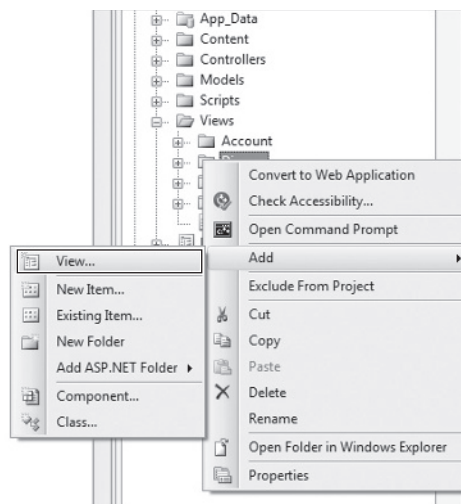 App_Data
Content
Controllers
Models
Scripts
Views
Account
Convert to Web Application
Check Accessibility...
Open Command Prompt
Add
Exclude From Project
Cut
Copy
Paste
Delete
Rename
Open Folder in Windows Explorer
Properties
View...
New Item...
Existing Item...
New Folder
Add ASP.NET Folder
Component...
Class...